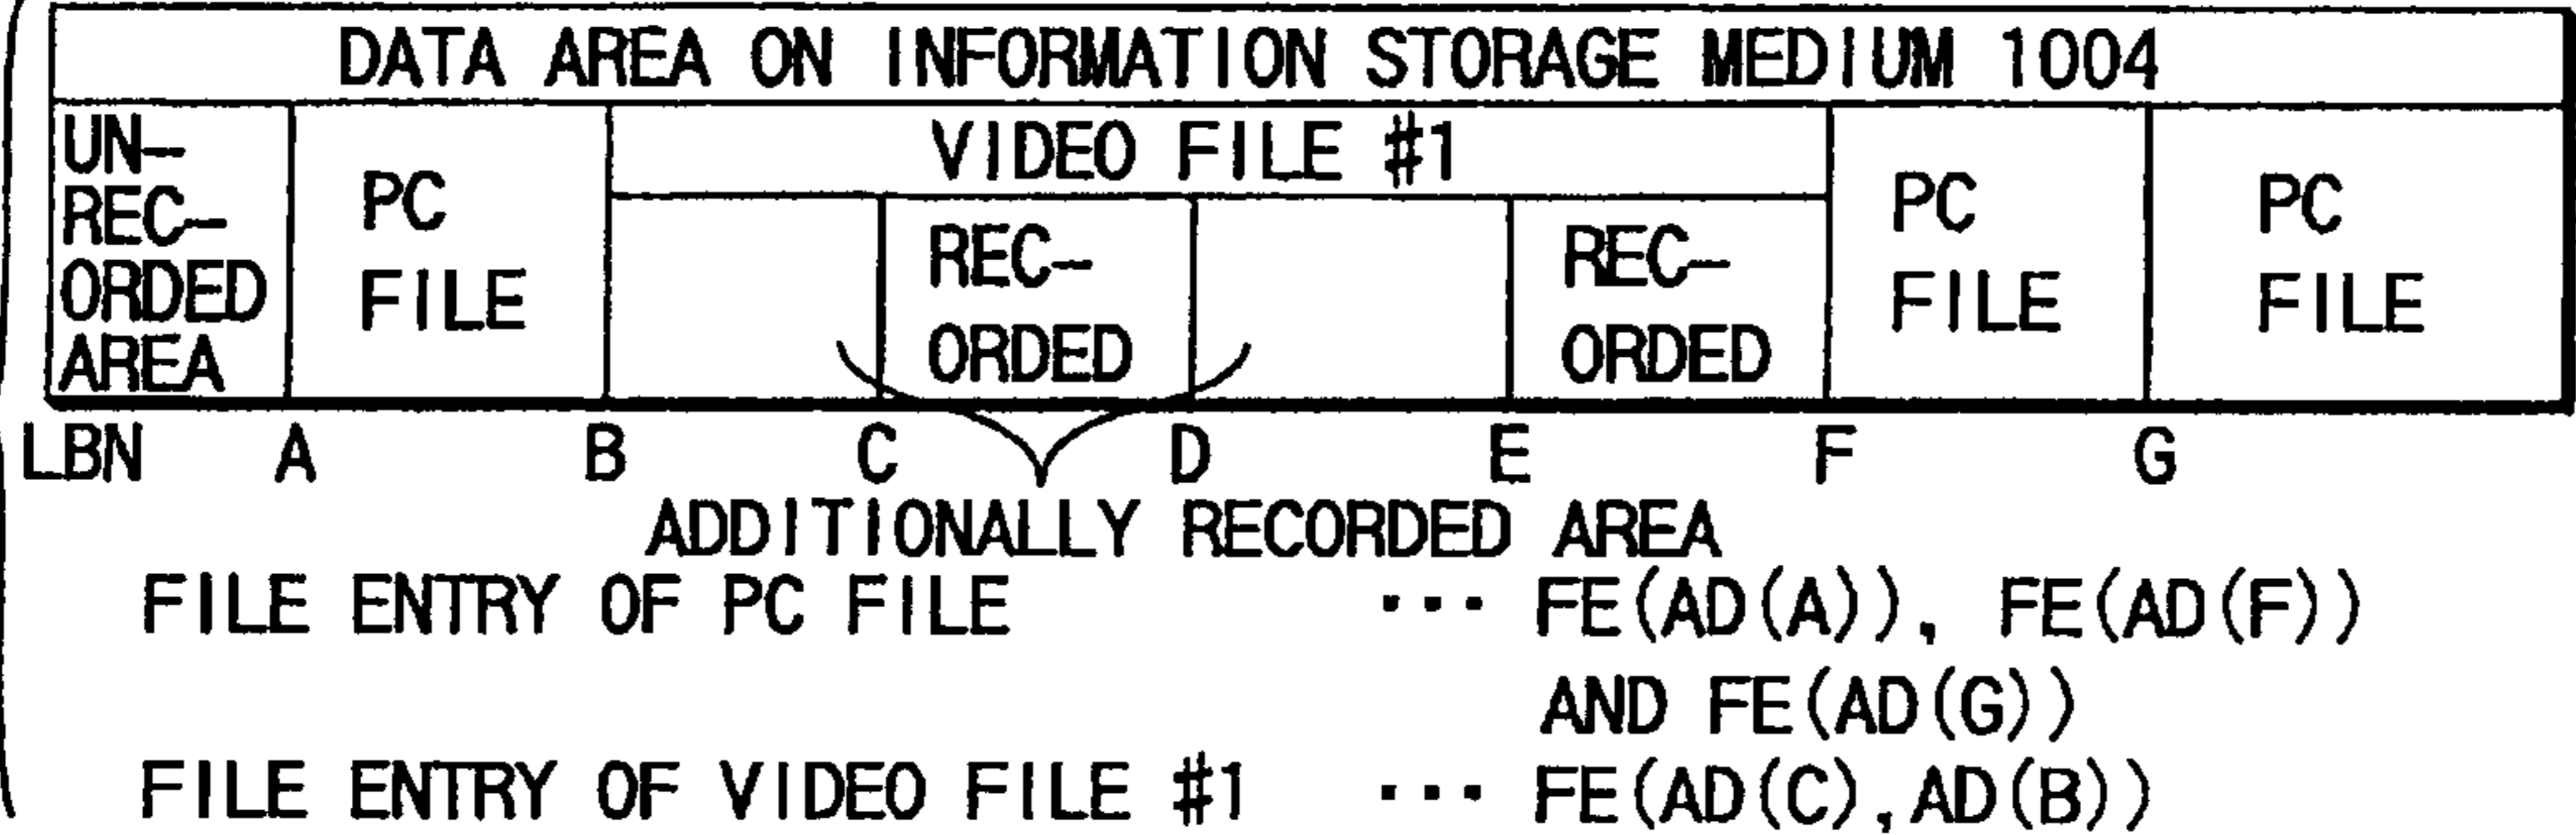 DATA AREA ON INFORMATION STORAGE MEDIUM 1004
UN-
REC-
ORDED
AREA
PC
FILE
VIDEO FILE #1
REC-
ORDED
REC-
ORDED
PC
FILE
PC
FILE
LBN A B C D E F G
ADDITIONALLY RECORDED AREA
FILE ENTRY OF PC FILE ··· FE(AD(A)), FE(AD(F))
AND FE(AD(G))
FILE ENTRY OF VIDEO FILE #1 ··· FE(AD(C),AD(B))